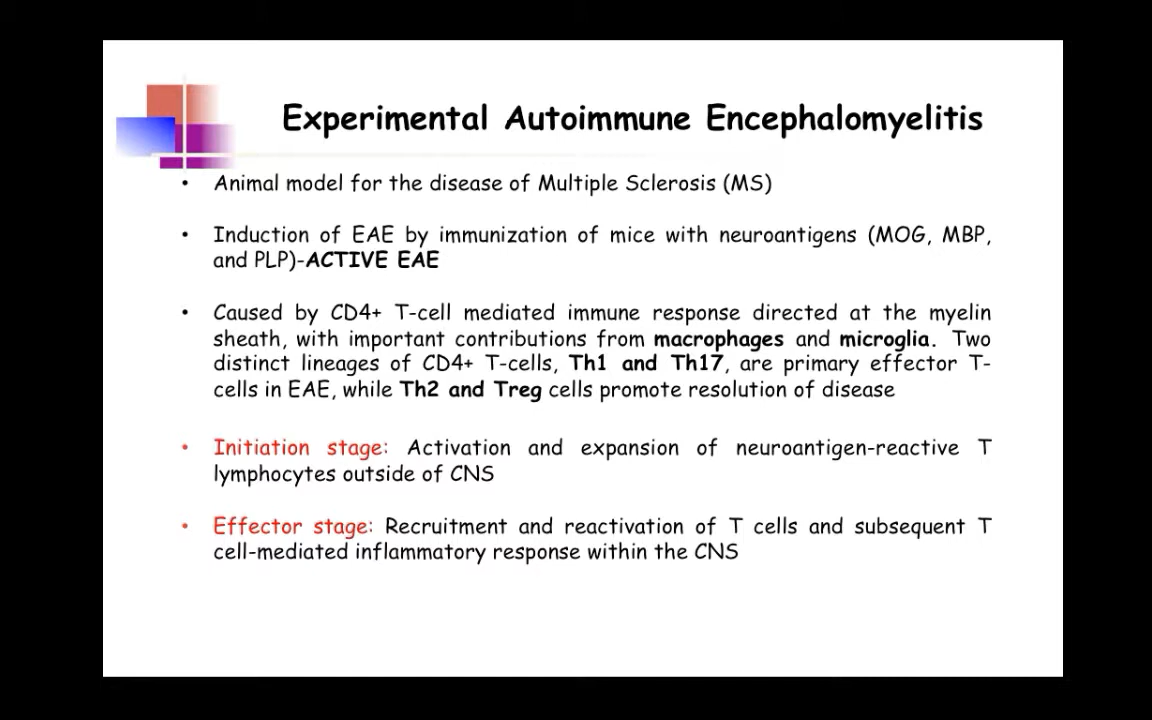 Experimental Autoimmune Encephalomyelitis
• Animal model for the disease of Multiple Sclerosis (MS)
• Induction of EAE by immunization of mice with neuroantigens (MOG, MBP,
and PLP)-ACTIVE EAE
• Caused by CD4+ T-cell mediated immune response directed at the myelin
sheath, with important contributions from macrophages and microglia. Two
distinct lineages of CD4+ T-cells, Th1 and Th17, are primary effector T-
cells in EAE, while Th2 and Treg cells promote resolution of disease
• Initiation stage: Activation and expansion of neuroantigen-reactive T
lymphocytes outside of CNS
• Effector stage: Recruitment and reactivation of T cells and subsequent T
cell-mediated inflammatory response within the CNS